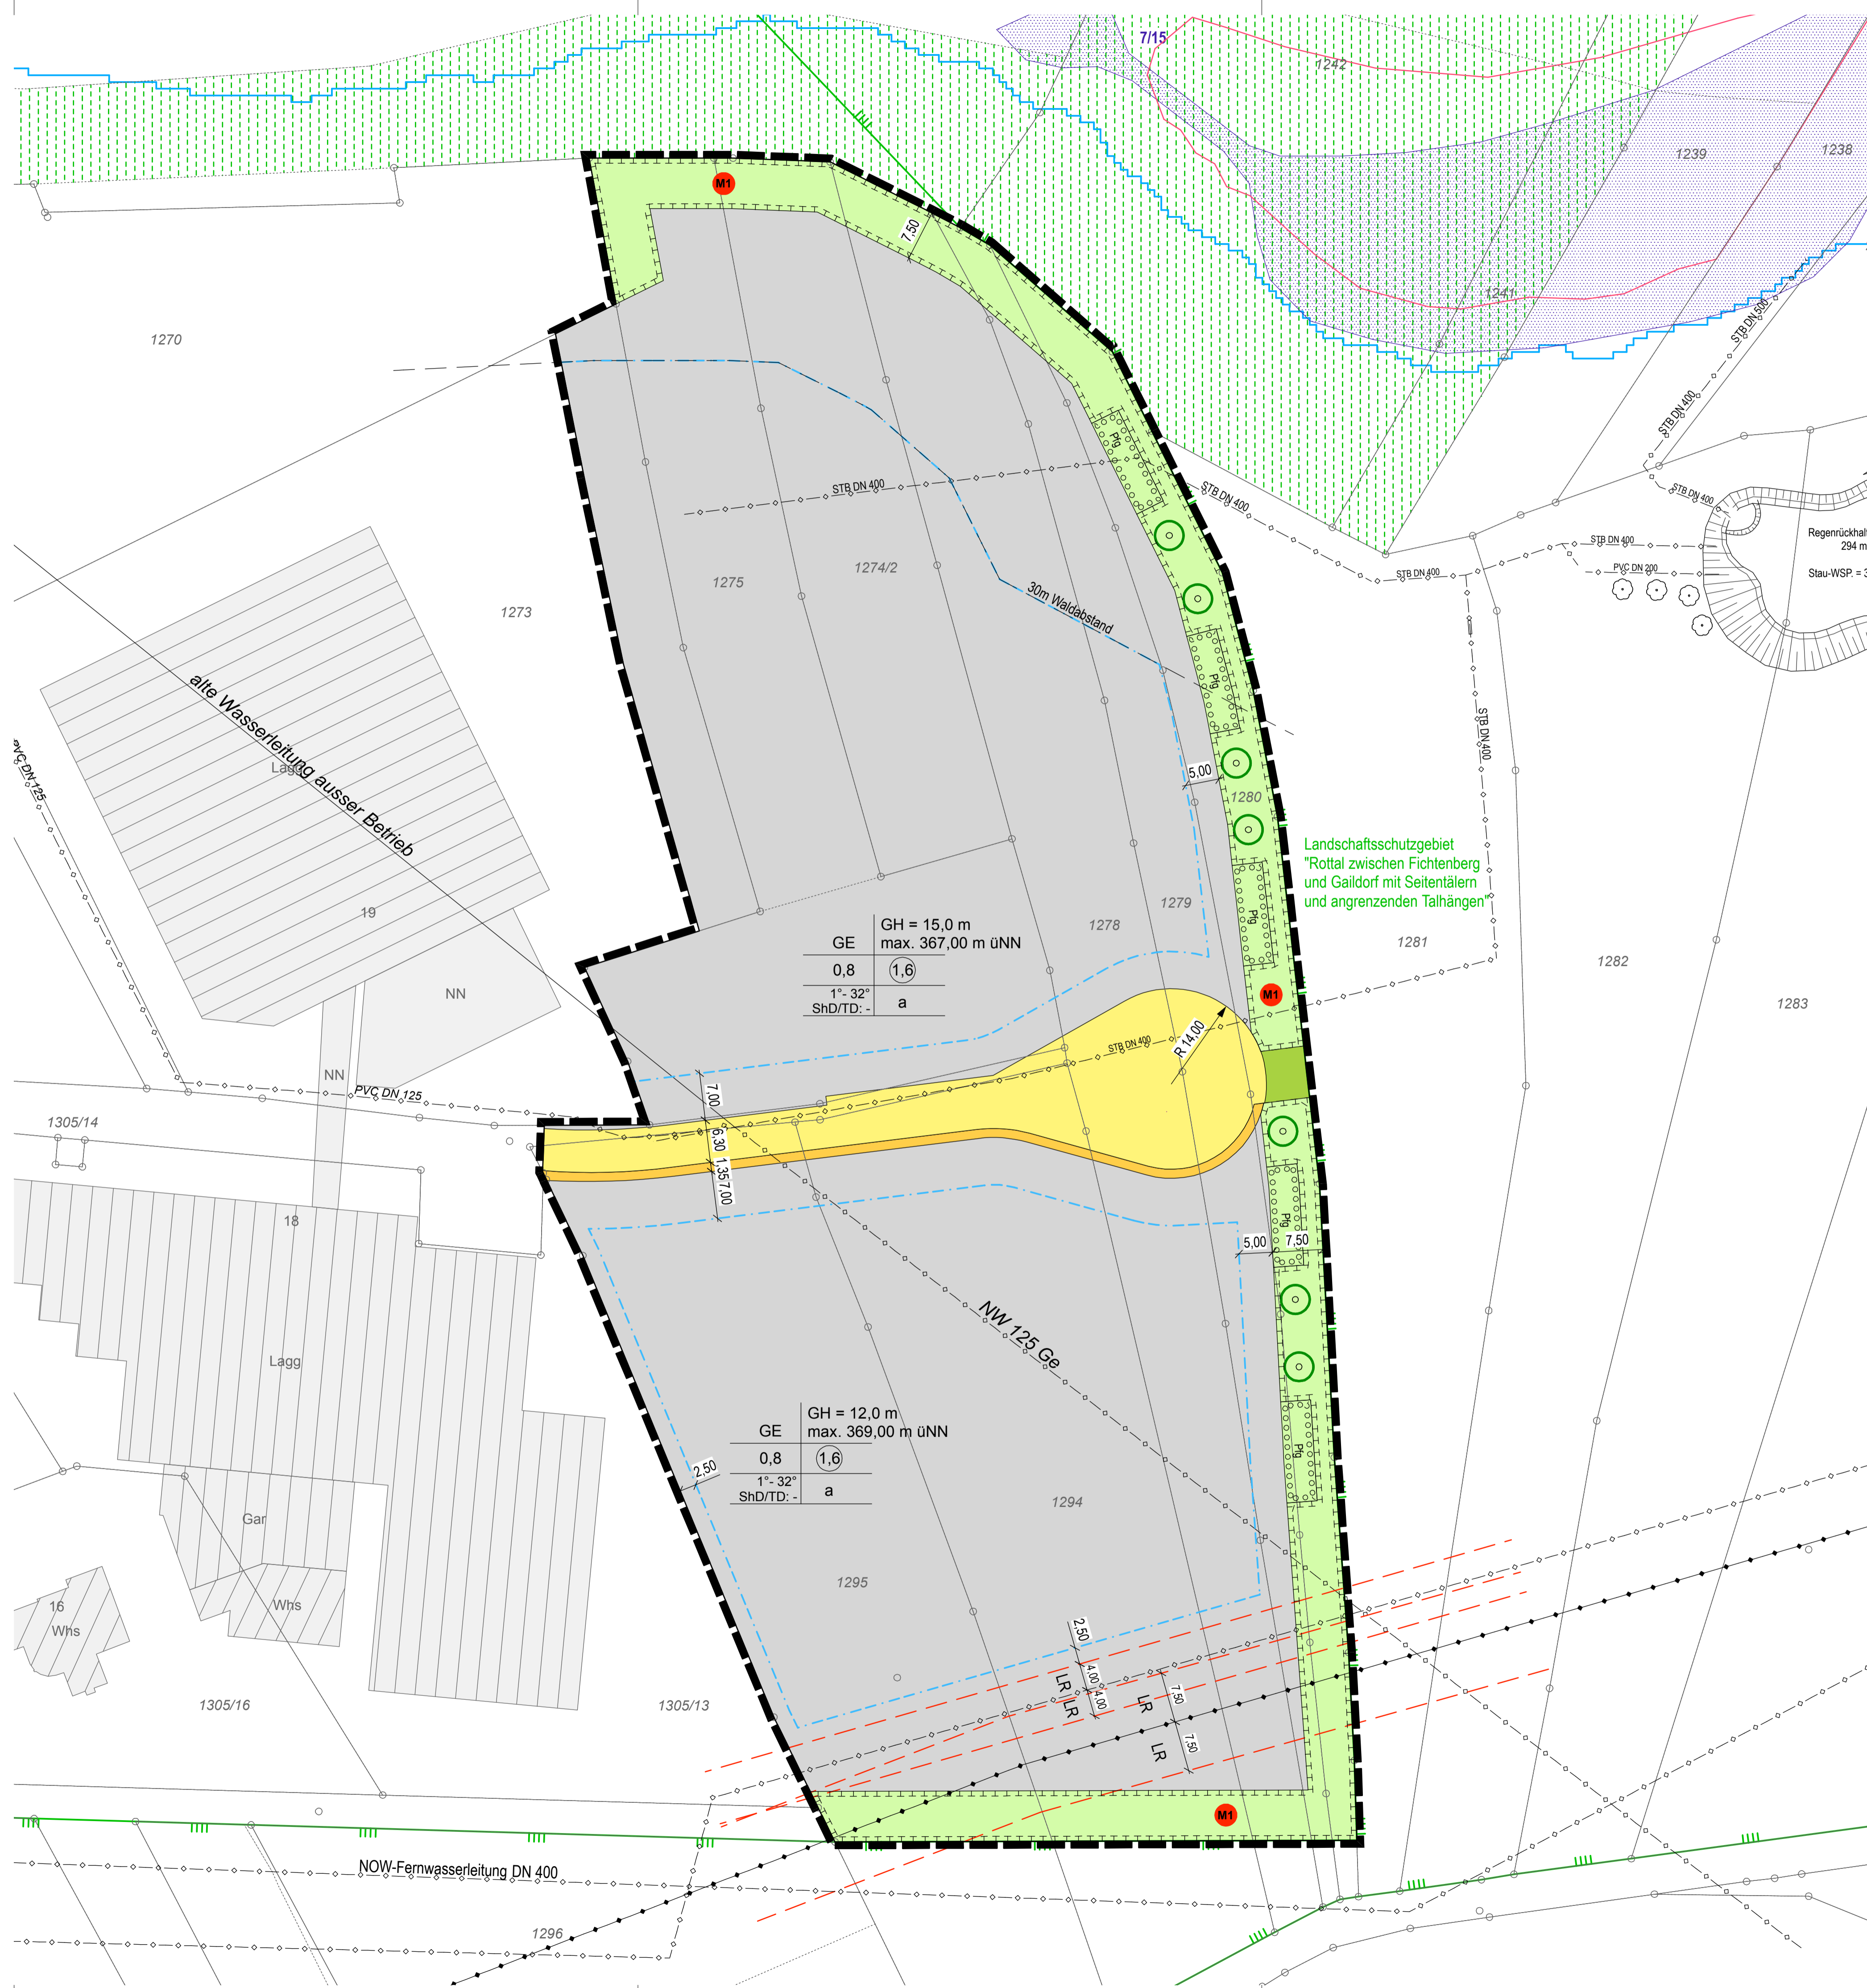 7/15
1242
1239
1238
M1
7,50
1241
STB DN 500
1270
STB DN 400
Pfg
STB DN 400
STB DN 400
STB DN 400
Regenrückhalt
294 m
STB DN 400
STB DN 400
PVC DN 200
Stau-WSP. = 3
1275
1274/2
1273
30m Waldabstand
Pfg
alte Wasserleitung ausser Betrieb
STB DN 400
Lagg
PVC DN 125
5,00
1280
Landschaftsschutzgebiet
"Rottal zwischen Fichtenberg
und Gaildorf mit Seitentälern
und angrenzenden Talhängen"
19
1279
Pfg
1278
GH = 15,0 m
GE
max. 367,00 m üNN
0,8
1,6
1°- 32°
ShD/TD: -
a
1281
1282
1283
NN
M1
R 14,00
STB DN 400
NN
PVC DN 125
7,00
1305/14
6,30
1,35
7,00
18
Pfg
5,00
7,50
NW 125 Ge
Lagg
GH = 12,0 m
GE
max. 369,00 m üNN
0,8
1,6
1°- 32°
ShD/TD: -
a
2,50
Pfg
1294
Gar
1295
Whs
16
Whs
2,50
4,00
4,00
LR
LR
LR
7,50
7,50
LR
1305/16
1305/13
M1
NOW-Fernwasserleitung DN 400
1296